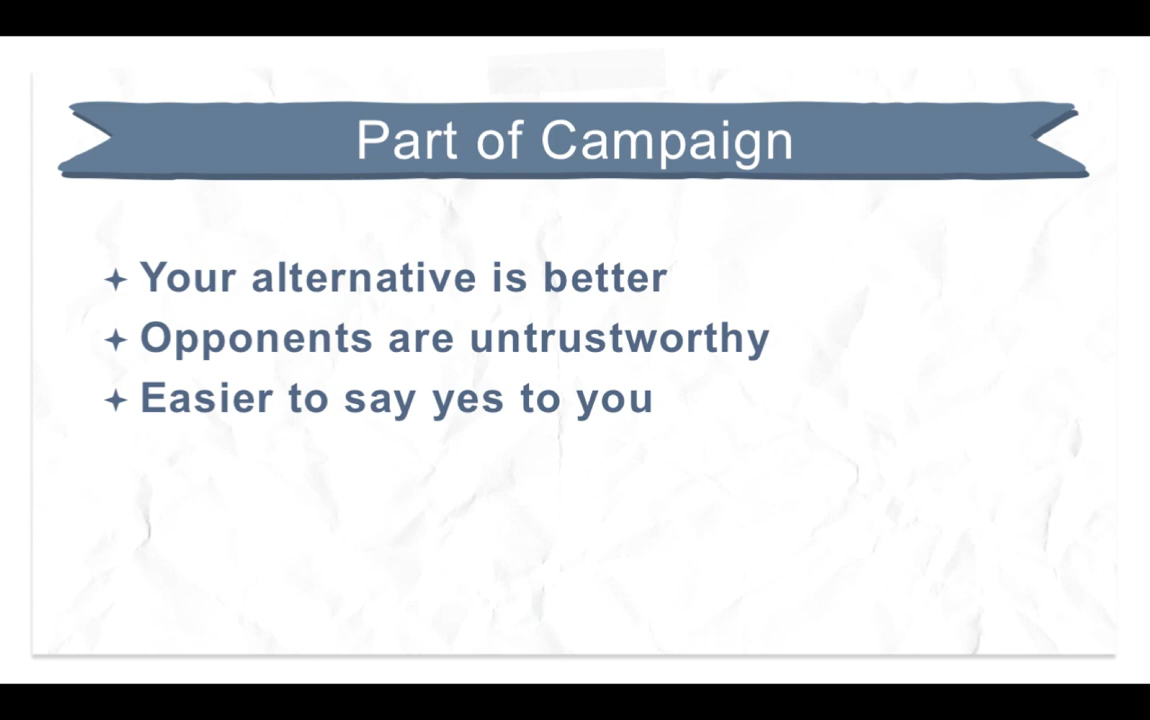 Part of Campaign
Your alternative is better
Opponents are untrustworthy
Easier to say yes to you